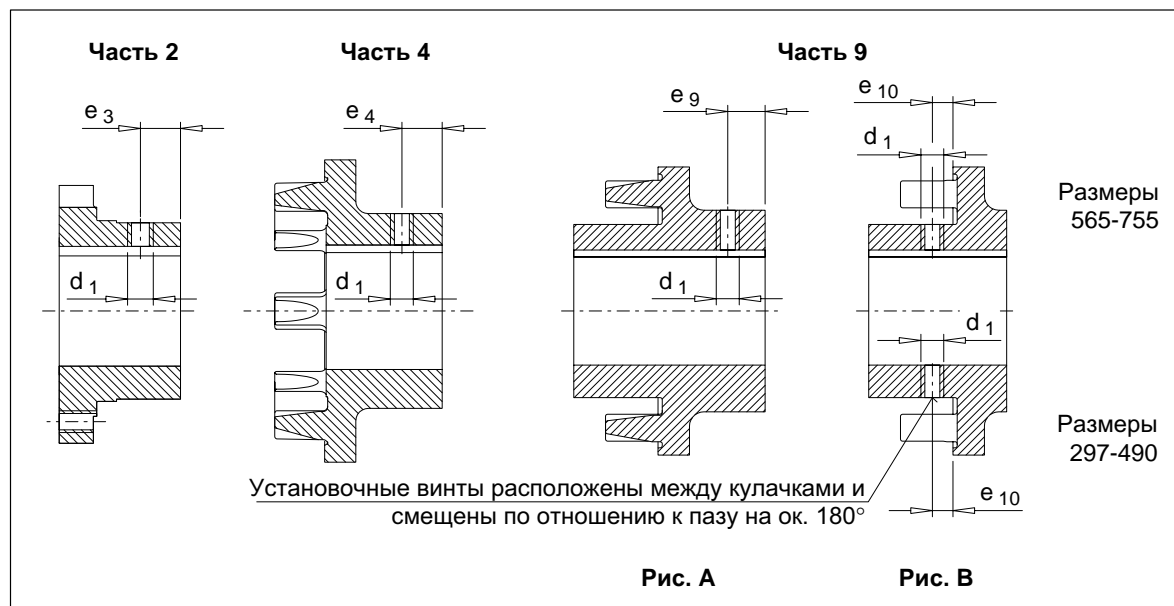 Часть 2
Часть 4
Часть 9
e 3
e 4
e 9
e 10
d 1
Размеры
565-755
d 1
d 1
d 1
d 1
Размеры
297-490
Установочные винты расположены между кулачками и
смещены по отношению к пазу на ок. 180°
e 10
Рис. A
Рис. B